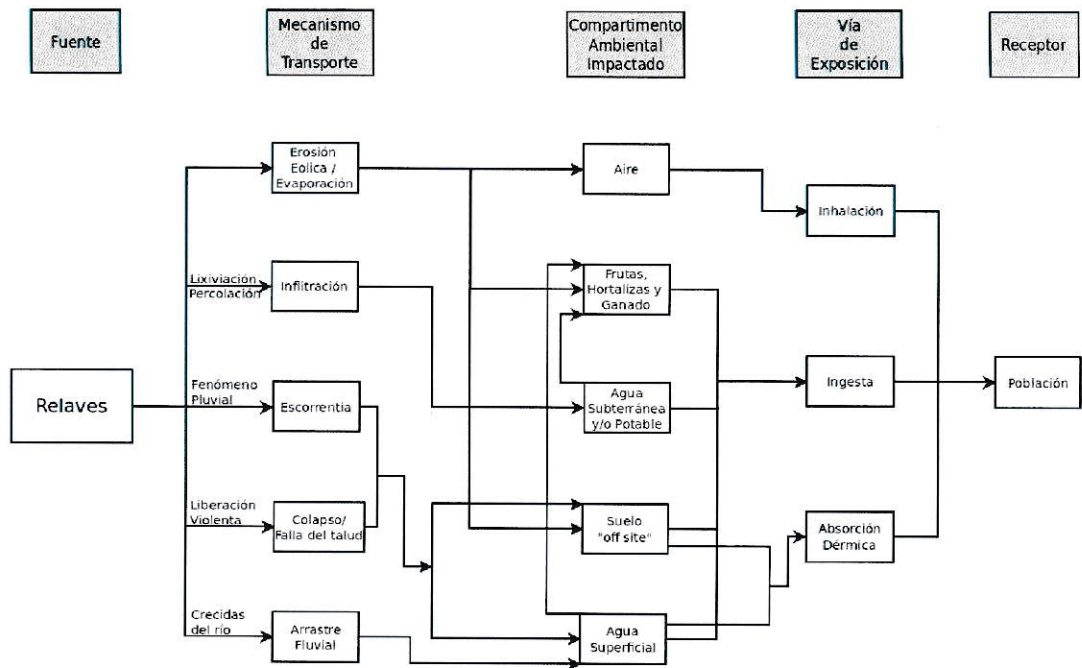 Fuente
Mecanismo
de
Transporte
Compartimento
Ambiental
Impactado
Vía
de
Exposición
Receptor
Erosión
Eolica /
Evaporación
Aire
Inhalación
Lixiviación
Percolación
Infiltración
Frutas,
Hortalizas y
Ganado
Relaves
Fenómeno
Pluvial
Escorrentia
Agua
Subterránea
y/o Potable
Ingesta
Población
Liberación
Violenta
Colapso/
Falla del talud
Suelo
"off site"
Absorción
Dérmica
Crecidas
del río
Arrastre
Fluvial
Agua
Superficial